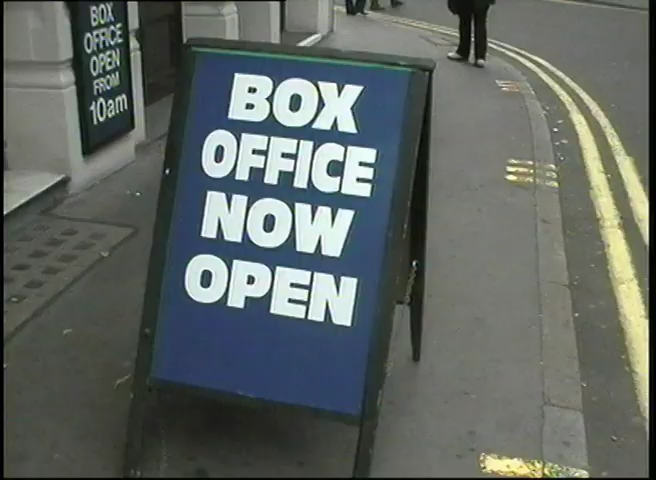 BOX
OFFICE
OPEN
FROM
10am
BOX
OFFICE
NOW
OPEN